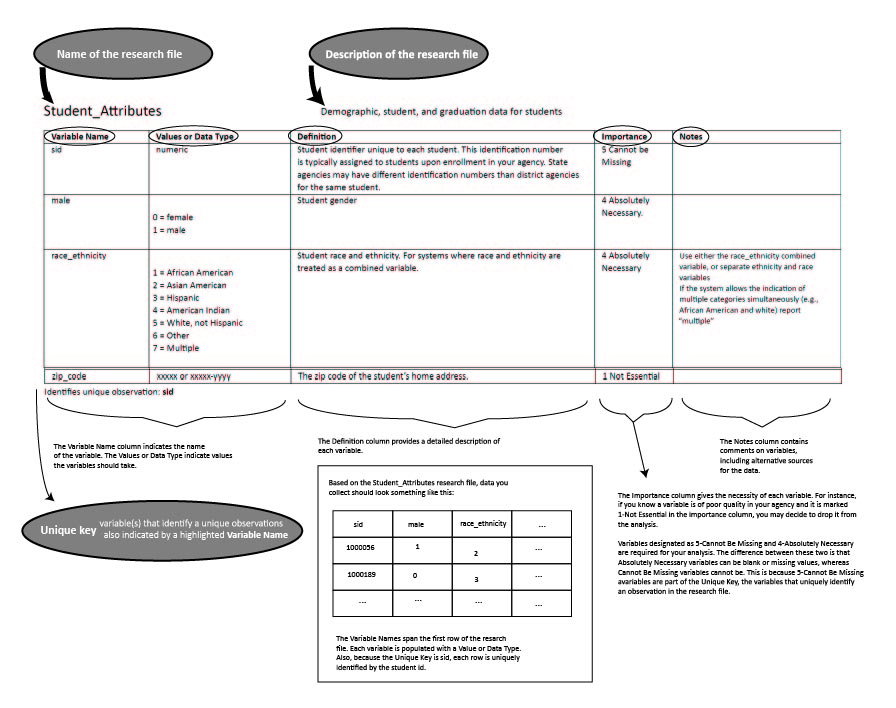 Name of the research file
Description of the research file
Student_Attributes
Demographic, student, and graduation data for students
Variable Name
Values or Data Type
Definition
Importance
Notes
sid
numeric
Student identifier unique to each student. This identification number
is typically assigned to students upon enrollment in your agency. State
agencies may have different identification numbers than district agencies
for the same student.
5 Cannot be
Missing
male
0 = female
1 = male
Student gender
4 Absolutely
Necessary.
race_ethnicity
1 = African American
2 = Asian American
3 = Hispanic
4 = American Indian
5 = White, not Hispanic
6 = Other
7 = Multiple
Student race and ethnicity. For systems where race and ethnicity are
treated as a combined variable.
4 Absolutely
Necessary
Use either the race_ethnicity combined
variable, or separate ethnicity and race
variables
If the system allows the indication of
multiple categories simultaneously (e.g.,
African American and white) report
"multiple"
zip_code
xxxxx or xxxxx-yyyy
The zip code of the student's home address.
1 Not Essential
Identifies unique observation: sid
The Variable Name column indicates the name
of the variable. The Values or Data Type indicate values
the variables should take.
The Definition column provides a detailed description of
each variable.
The Notes column contains
comments on variables,
including alternative sources
for the data.
Unique key variable(s) that identify a unique observations
also indicated by a highlighted Variable Name
Based on the Student_Attributes research file, data you
collect should look something like this:
sid male race_ethnicity ...
1000056 1 2 ...
1000189 0 3 ...
... ... ... ...
The Variable Names span the first row of the resarch
file. Each variable is populated with a Value or Data Type.
Also, because the Unique Key is sid, each row is uniquely
identified by the student id.
The Importance column gives the necessity of each variable. For instance,
if you know a variable is of poor quality in your agency and it is marked
1-Not Essential in the Importance column, you may decide to drop it from
the analysis.
Variables designated as 5-Cannot Be Missing and 4-Absolutely Necessary
are required for your analysis. The difference between these two is that
Absolutely Necessary variables can be blank or missing values, whereas
Cannot Be Missing variables cannot be. This is because 5-Cannot Be Missing
avariables are part of the Unique Key, the variables that uniquely identify
an observation in the research file.